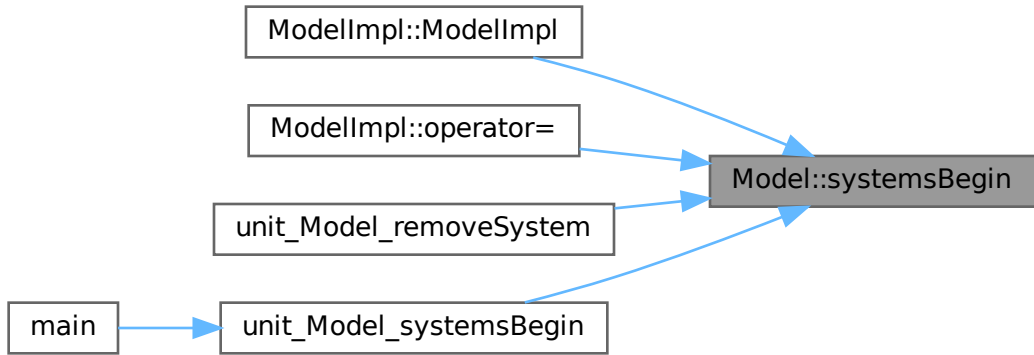 ModelImpl::ModelImpl
ModelImpl::operator=
Model::systemsBegin
unit_Model_removeSystem
main
unit_Model_systemsBegin